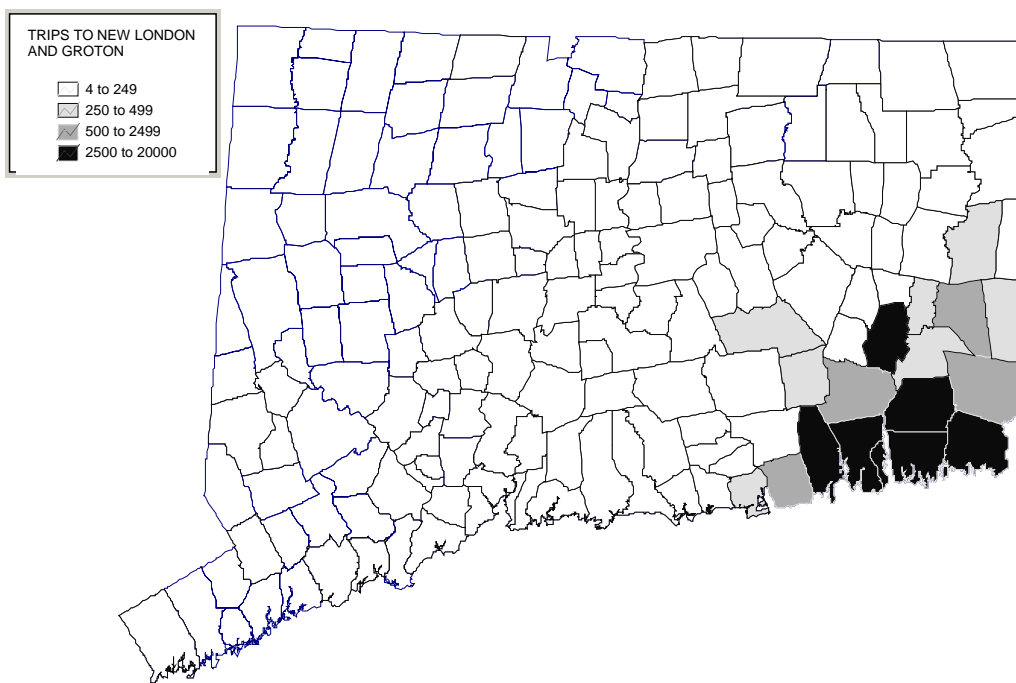 TRIPS TO NEW LONDON
AND GROTON
4 to 249
250 to 499
500 to 2499
2500 to 20000